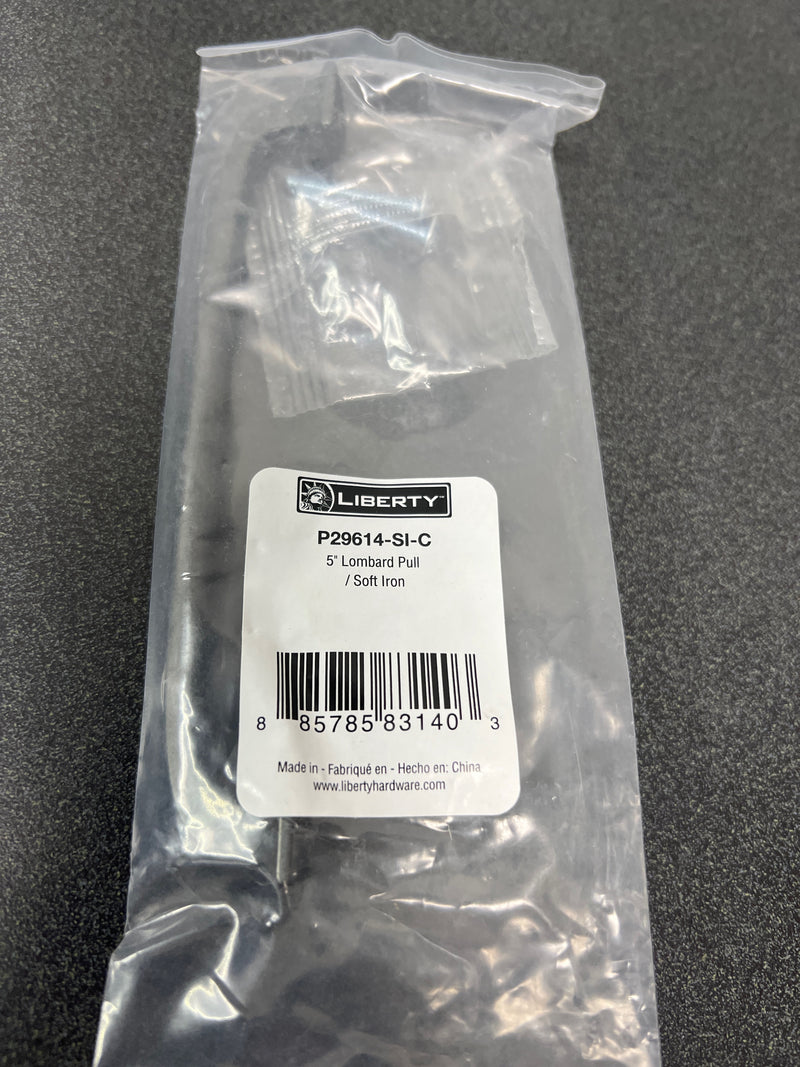 LIBERTY™
P29614-SI-C
5" Lombard Pull
/ Soft Iron
8 85785 83140 3
Made in - Fabriqué en - Hecho en: China
www.libertyhardware.com